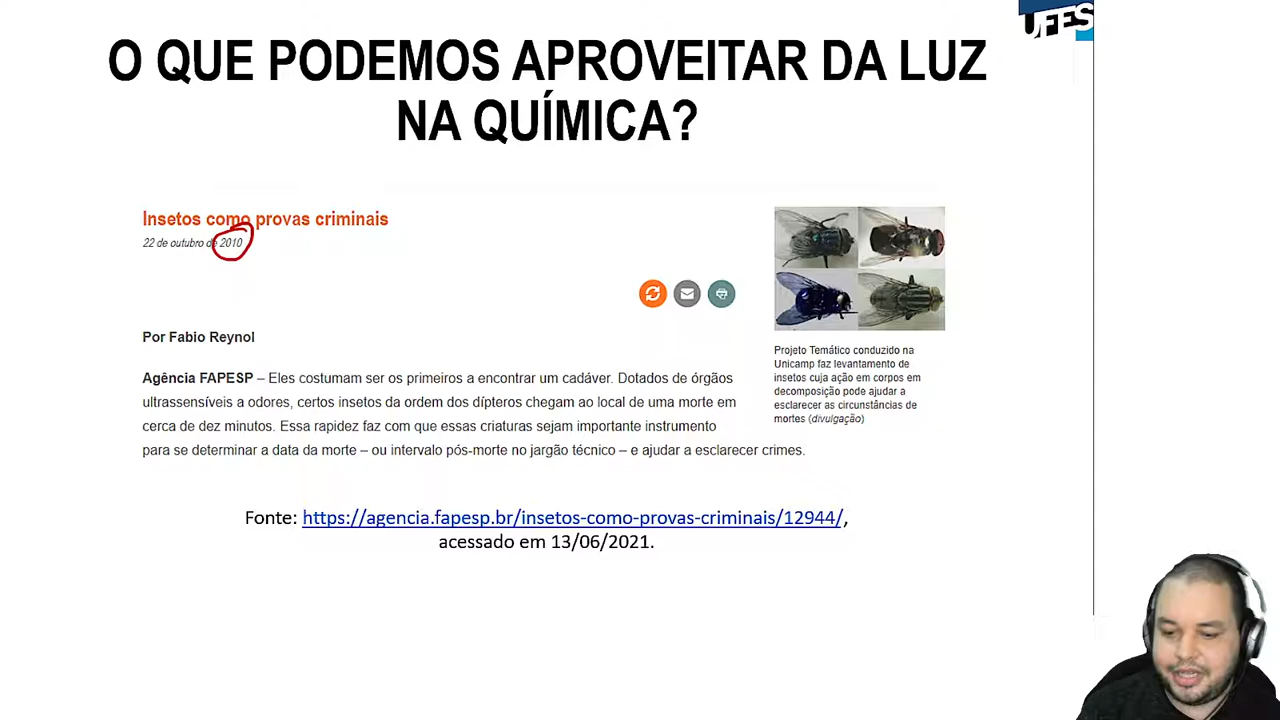 UFES
O QUE PODEMOS APROVEITAR DA LUZ
NA QUÍMICA?
Insetos como provas criminais
22 de outubro de 2010
Por Fabio Reynol
Agência FAPESP – Eles costumam ser os primeiros a encontrar um cadáver. Dotados de órgãos
ultrassensíveis a odores, certos insetos da ordem dos dípteros chegam ao local de uma morte em
cerca de dez minutos. Essa rapidez faz com que essas criaturas sejam importante instrumento
para se determinar a data da morte – ou intervalo pós-morte no jargão técnico – e ajudar a esclarecer crimes.
Projeto Temático conduzido na
Unicamp faz levantamento de
insetos cuja ação em corpos em
decomposição pode ajudar a
esclarecer as circunstâncias de
mortes (divulgação)
Fonte: https://agencia.fapesp.br/insetos-como-provas-criminais/12944/,
acessado em 13/06/2021.